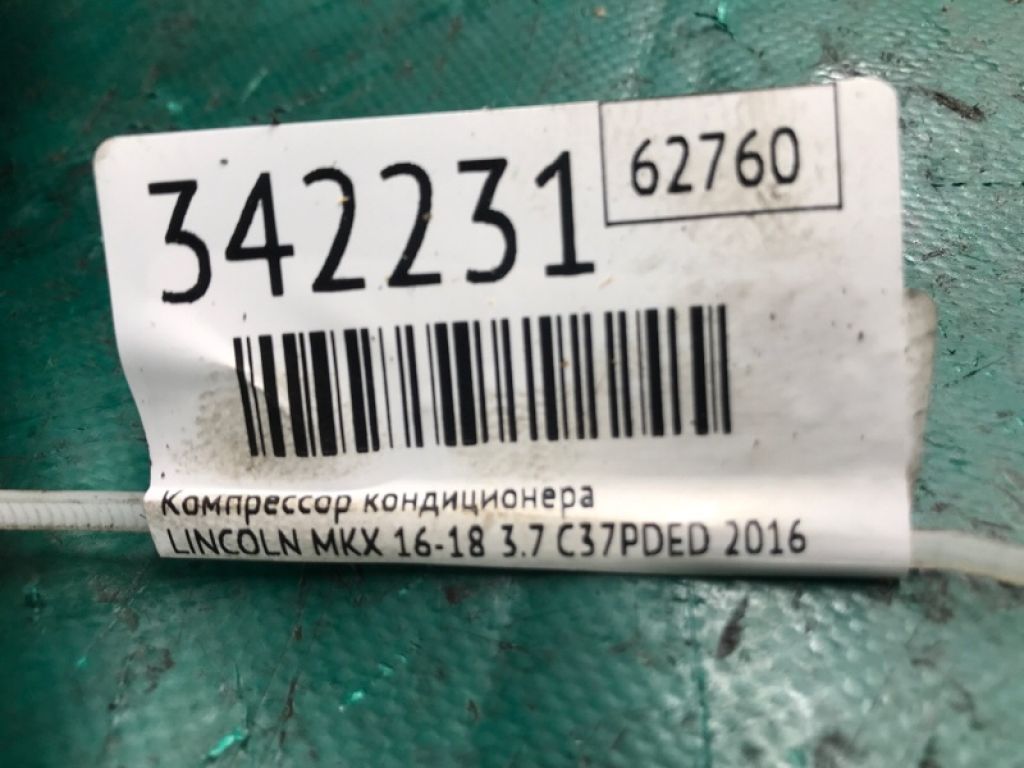 342231
62760
Компрессор кондиционера
LINCOLN MKX 16-18 3.7 C37PDED 2016